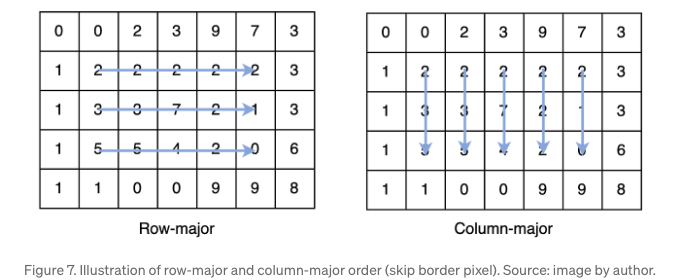 0 0 2 3 9 7 3
1 2 2 2 2 2 3
1 3 3 7 2 1 3
1 5 5 4 2 0 6
1 1 0 0 9 9 8
Row-major
0 0 2 3 9 7 3
1 2 2 2 2 2 3
1 3 3 7 2 1 3
1 5 5 4 2 0 6
1 1 0 0 9 9 8
Column-major
Figure 7. Illustration of row-major and column-major order (skip border pixel). Source: image by author.